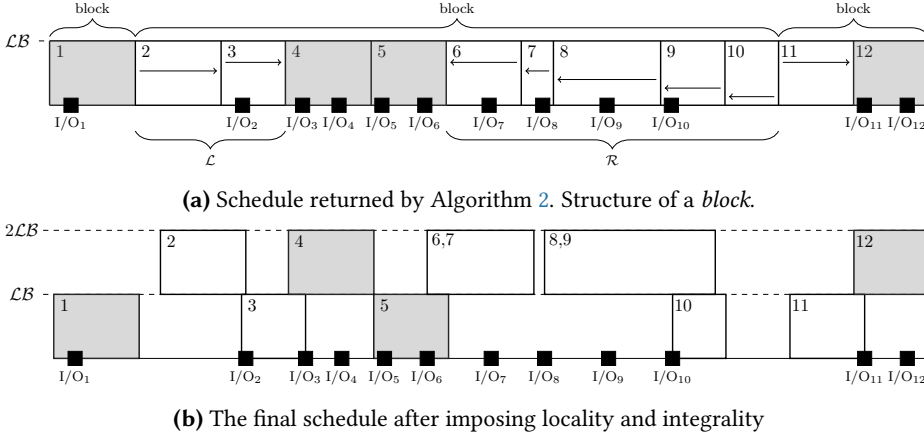 block block block
ℒℬ 1 2 3 4 5 6 7 8 9 10 11 12
I/O₁ I/O₂ I/O₃ I/O₄ I/O₅ I/O₆ I/O₇ I/O₈ I/O₉ I/O₁₀ I/O₁₁ I/O₁₂
ℒ ℛ
(a) Schedule returned by Algorithm 2. Structure of a block.
2ℒℬ 2 4 6,7 8,9 12
ℒℬ 1 3 5 10 11
I/O₁ I/O₂ I/O₃ I/O₄ I/O₅ I/O₆ I/O₇ I/O₈ I/O₉ I/O₁₀ I/O₁₁ I/O₁₂
(b) The final schedule after imposing locality and integrality